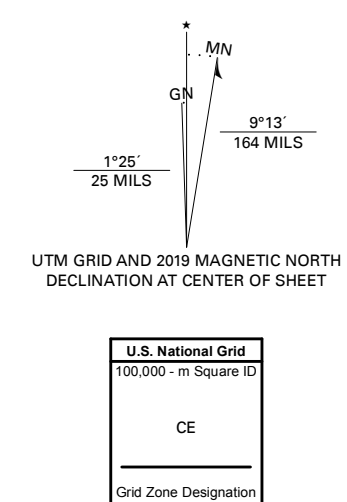 ★
MN
GN
9°13´
164 MILS
1°25´
25 MILS
UTM GRID AND 2019 MAGNETIC NORTH
DECLINATION AT CENTER OF SHEET
U.S. National Grid
100,000 - m Square ID
CE
Grid Zone Designation